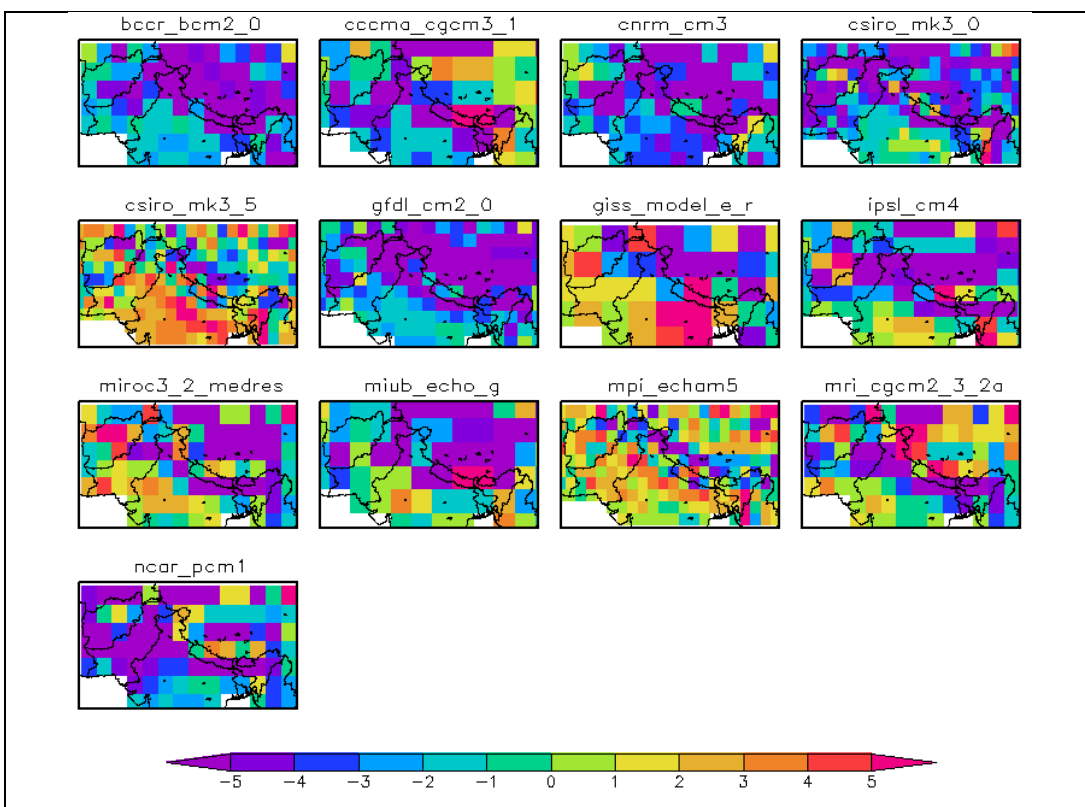 bccr_bcm2_0 cccma_cgcm3_1 cnrm_cm3 csiro_mk3_0
csiro_mk3_5 gfdl_cm2_0 giss_model_e_r ipsl_cm4
miroc3_2_medres miub_echo_g mpi_echam5 mri_cgcm2_3_2a
ncar_pcm1
−5 −4 −3 −2 −1 0 1 2 3 4 5